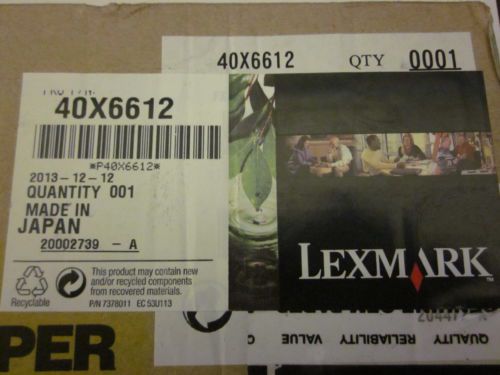 40X6612 QTY 0001
40X6612
*P40X6612*
2013-12-12
QUANTITY 001
MADE IN
JAPAN
20002739 - A
Recyclable
This product may contain new
and/or recycled components
from recovered materials.
P/N 7378011 EC 53U113
LEXMARK
QUALITY RELIABILITY VALUE
PER